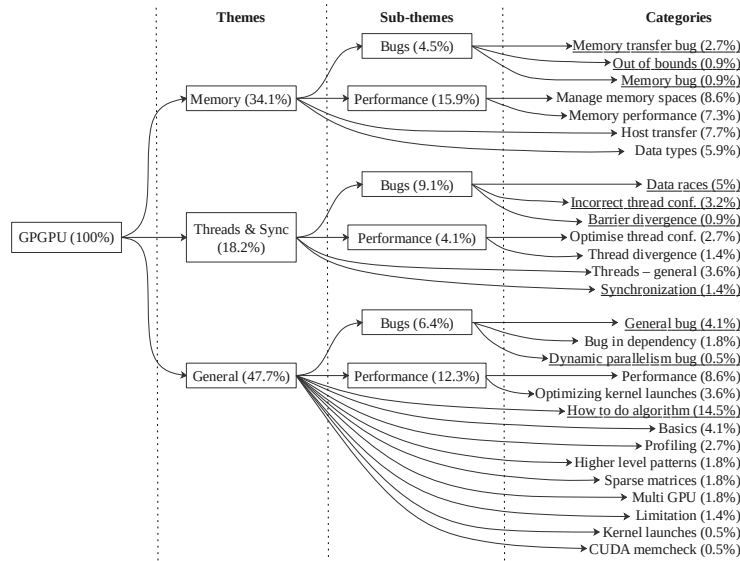 Themes
Sub-themes
Categories
GPGPU (100%)
Memory (34.1%)
Bugs (4.5%)
Memory transfer bug (2.7%)
Out of bounds (0.9%)
Memory bug (0.9%)
Performance (15.9%)
Manage memory spaces (8.6%)
Memory performance (7.3%)
Host transfer (7.7%)
Data types (5.9%)
Threads & Sync
(18.2%)
Bugs (9.1%)
Data races (5%)
Incorrect thread conf. (3.2%)
Barrier divergence (0.9%)
Performance (4.1%)
Optimise thread conf. (2.7%)
Thread divergence (1.4%)
Threads – general (3.6%)
Synchronization (1.4%)
General (47.7%)
Bugs (6.4%)
General bug (4.1%)
Bug in dependency (1.8%)
Dynamic parallelism bug (0.5%)
Performance (12.3%)
Performance (8.6%)
Optimizing kernel launches (3.6%)
How to do algorithm (14.5%)
Basics (4.1%)
Profiling (2.7%)
Higher level patterns (1.8%)
Sparse matrices (1.8%)
Multi GPU (1.8%)
Limitation (1.4%)
Kernel launches (0.5%)
CUDA memcheck (0.5%)